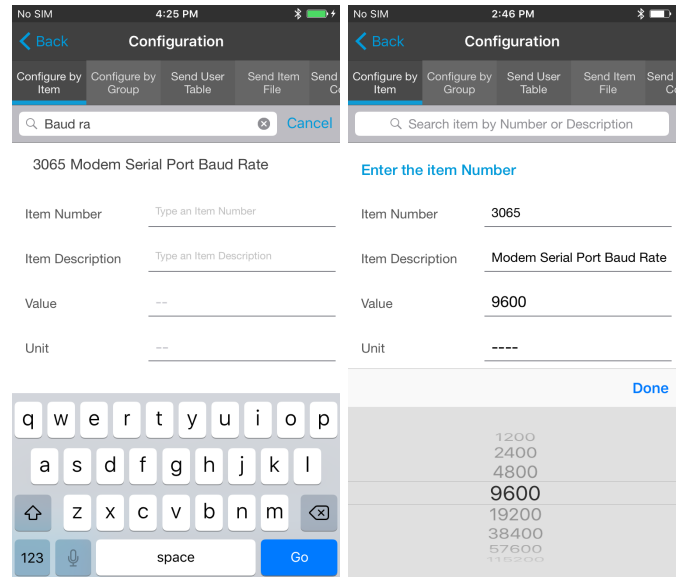 No SIM 4:25 PM
Back Configuration
Configure by Item Configure by Group Send User Table Send Item File Send C
Baud ra Cancel
3065 Modem Serial Port Baud Rate
Item Number Type an Item Number
Item Description Type an Item Description
Value --
Unit --
q w e r t y u i o p
a s d f g h j k l
z x c v b n m
123 space Go
No SIM 2:46 PM
Back Configuration
Configure by Item Configure by Group Send User Table Send Item File Send C
Search item by Number or Description
Enter the item Number
Item Number 3065
Item Description Modem Serial Port Baud Rate
Value 9600
Unit ----
Done
1200
2400
4800
9600
19200
38400
57600
115200